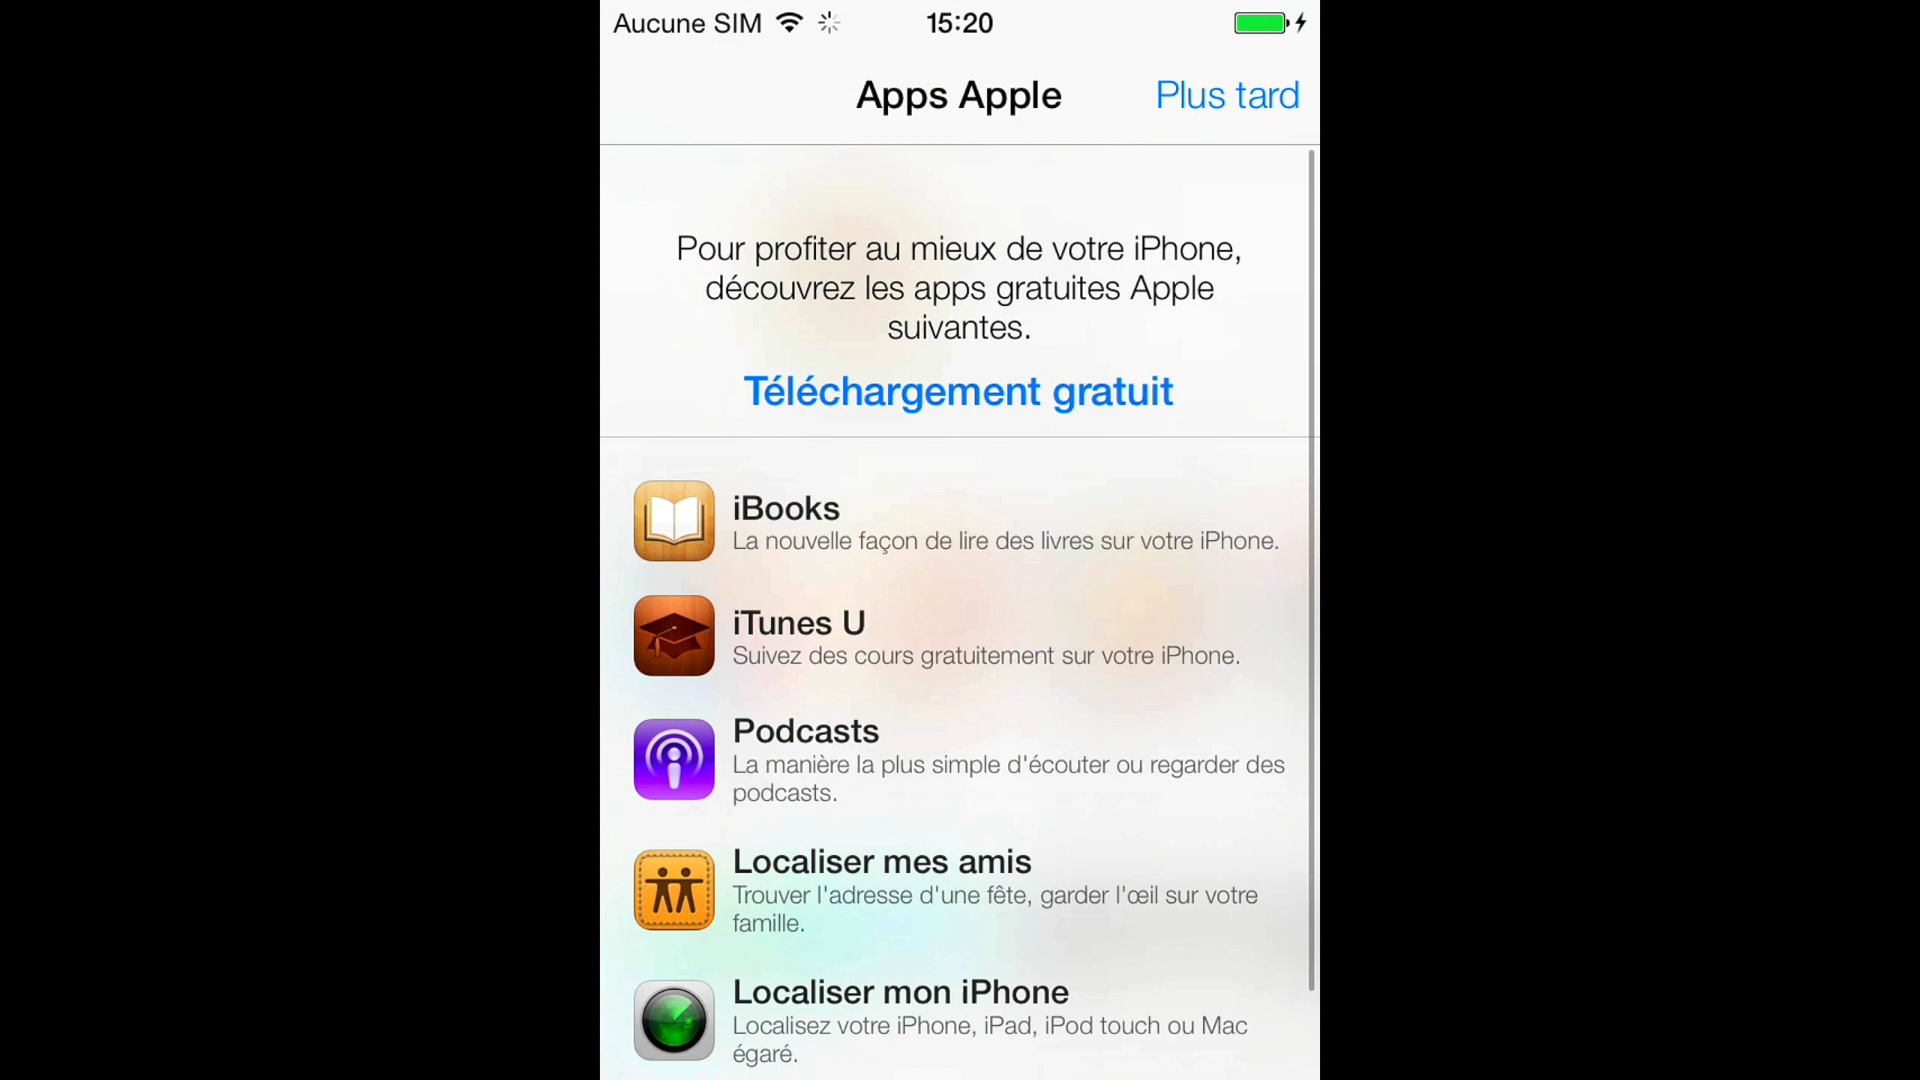 Aucune SIM 15:20
Apps Apple
Plus tard
Pour profiter au mieux de votre iPhone,
découvrez les apps gratuites Apple
suivantes.
Téléchargement gratuit
iBooks
La nouvelle façon de lire des livres sur votre iPhone.
iTunes U
Suivez des cours gratuitement sur votre iPhone.
Podcasts
La manière la plus simple d'écouter ou regarder des
podcasts.
Localiser mes amis
Trouver l'adresse d'une fête, garder l'œil sur votre
famille.
Localiser mon iPhone
Localisez votre iPhone, iPad, iPod touch ou Mac
égaré.